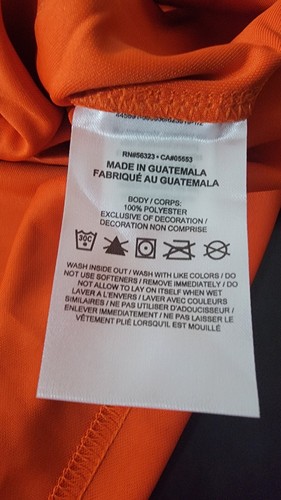 RN#56323 • CA#05553
MADE IN GUATEMALA
FABRIQUÉ AU GUATEMALA
BODY / CORPS:
100% POLYESTER
EXCLUSIVE OF DECORATION /
DECORATION NON COMPRISE
30C
WASH INSIDE OUT / WASH WITH LIKE COLORS / DO
NOT USE SOFTENERS / REMOVE IMMEDIATELY / DO
NOT ALLOW TO LAY ON ITSELF WHEN WET
LAVER À L'ENVERS / LAVER AVEC COULEURS
SIMILAIRES / NE PAS UTILISER D'ADOUCISSEUR /
ENLEVER IMMEDIATEMENT / NE PAS LAISSER LE
VÊTEMENT PLIÉ LORSQU'IL EST MOUILLÉ